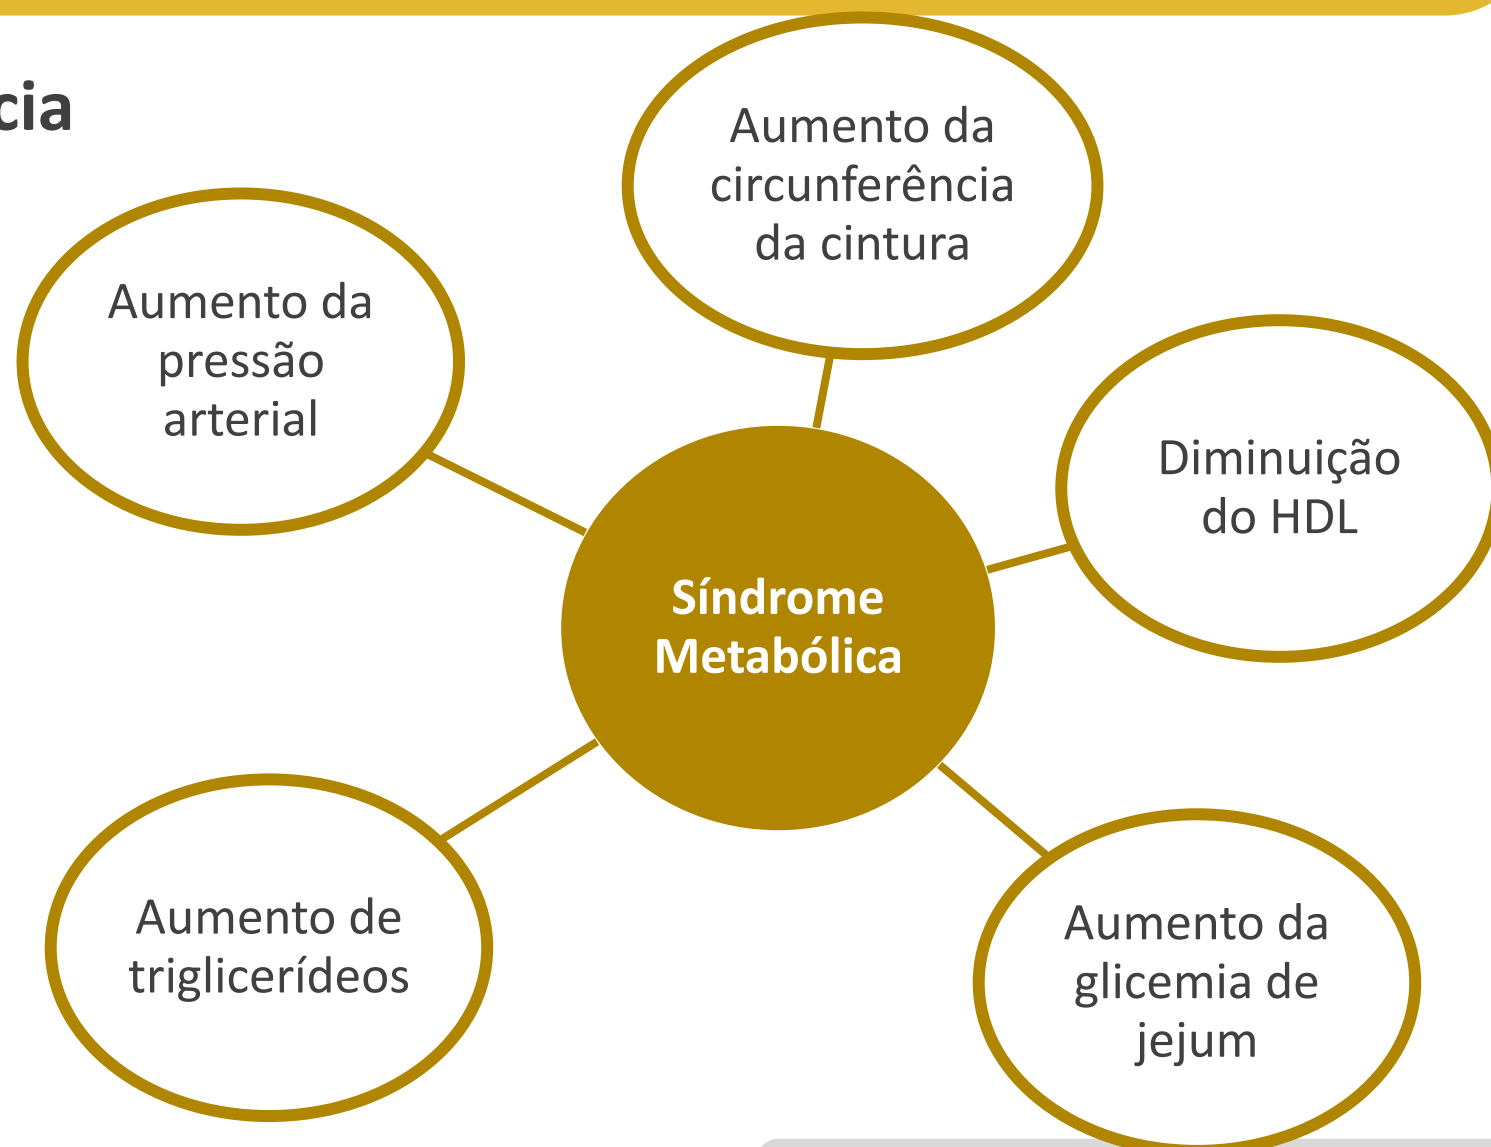 cia
Aumento da
circunferência
da cintura
Aumento da
pressão
arterial
Diminuição
do HDL
Síndrome
Metabólica
Aumento de
triglicerídeos
Aumento da
glicemia de
jejum